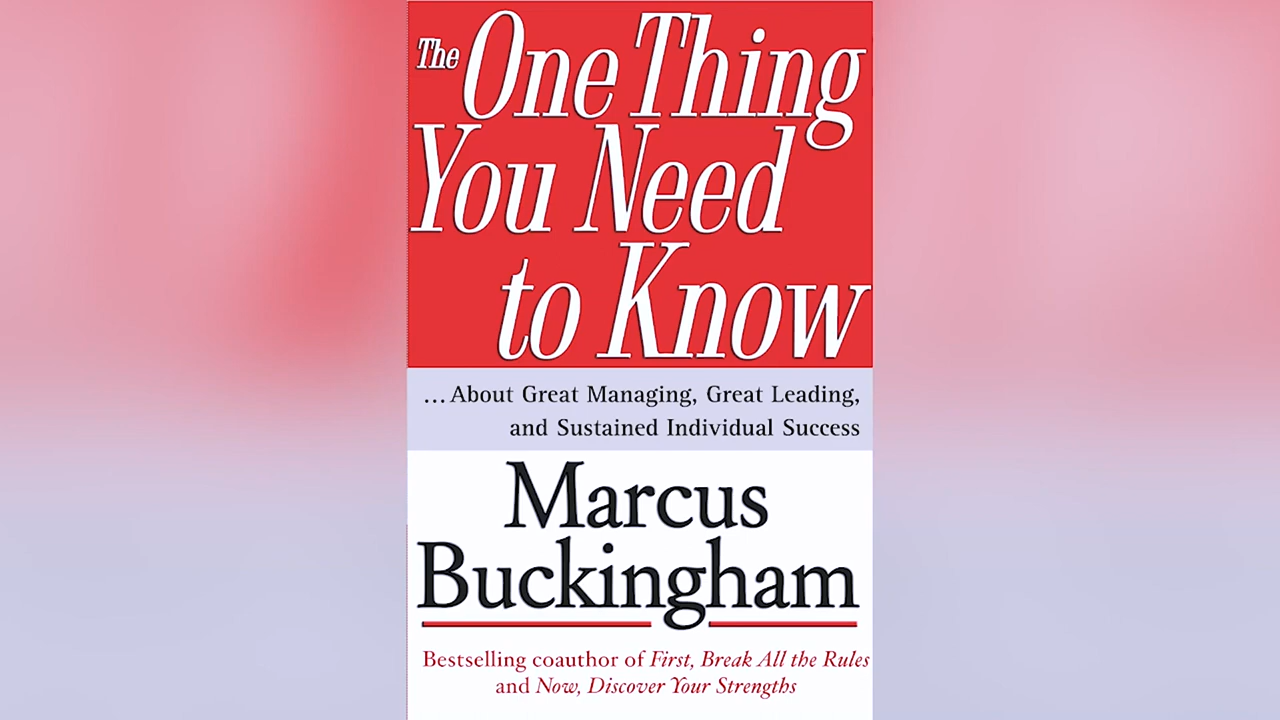 The One Thing
You Need
to Know
...About Great Managing, Great Leading,
and Sustained Individual Success
Marcus
Buckingham
Bestselling coauthor of First, Break All the Rules
and Now, Discover Your Strengths